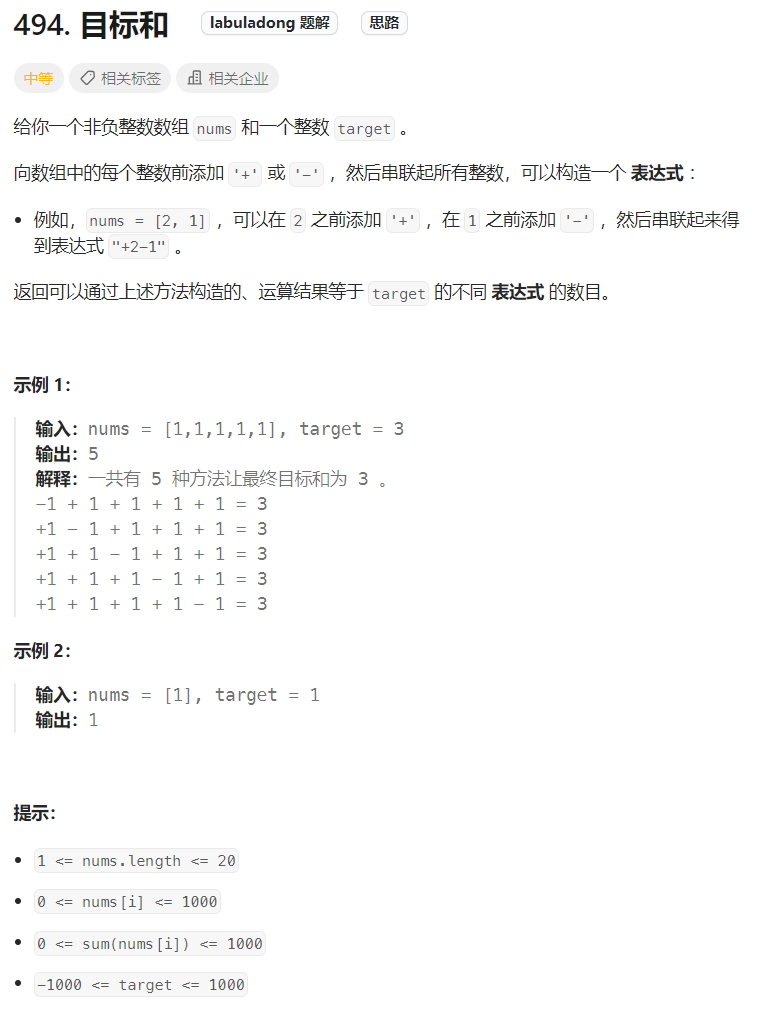 494. 目标和 labuladong 题解 思路
中等 相关标签 相关企业
给你一个非负整数数组 nums 和一个整数 target 。
向数组中的每个整数前添加 '+' 或 '-' ，然后串联起所有整数，可以构造一个 表达式 ：
• 例如，nums = [2, 1] ，可以在 2 之前添加 '+' ，在 1 之前添加 '-' ，然后串联起来得
到表达式 "+2-1" 。
返回可以通过上述方法构造的、运算结果等于 target 的不同 表达式 的数目。
示例 1：
输入：nums = [1,1,1,1,1], target = 3
输出：5
解释：一共有 5 种方法让最终目标和为 3 。
-1 + 1 + 1 + 1 + 1 = 3
+1 - 1 + 1 + 1 + 1 = 3
+1 + 1 - 1 + 1 + 1 = 3
+1 + 1 + 1 - 1 + 1 = 3
+1 + 1 + 1 + 1 - 1 = 3
示例 2：
输入：nums = [1], target = 1
输出：1
提示：
• 1 <= nums.length <= 20
• 0 <= nums[i] <= 1000
• 0 <= sum(nums[i]) <= 1000
• -1000 <= target <= 1000